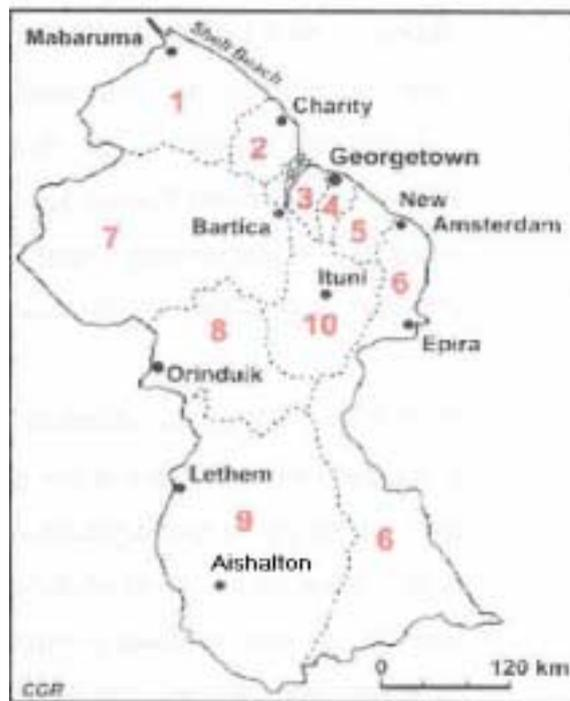 Mabaruma
Shell Beach
1
Charity
2
Georgetown
3
4
New
Amsterdam
5
Bartica
7
Ituni
6
10
8
Epira
Orinduik
Lethem
9
6
Aishalton
0
120 km
CGR